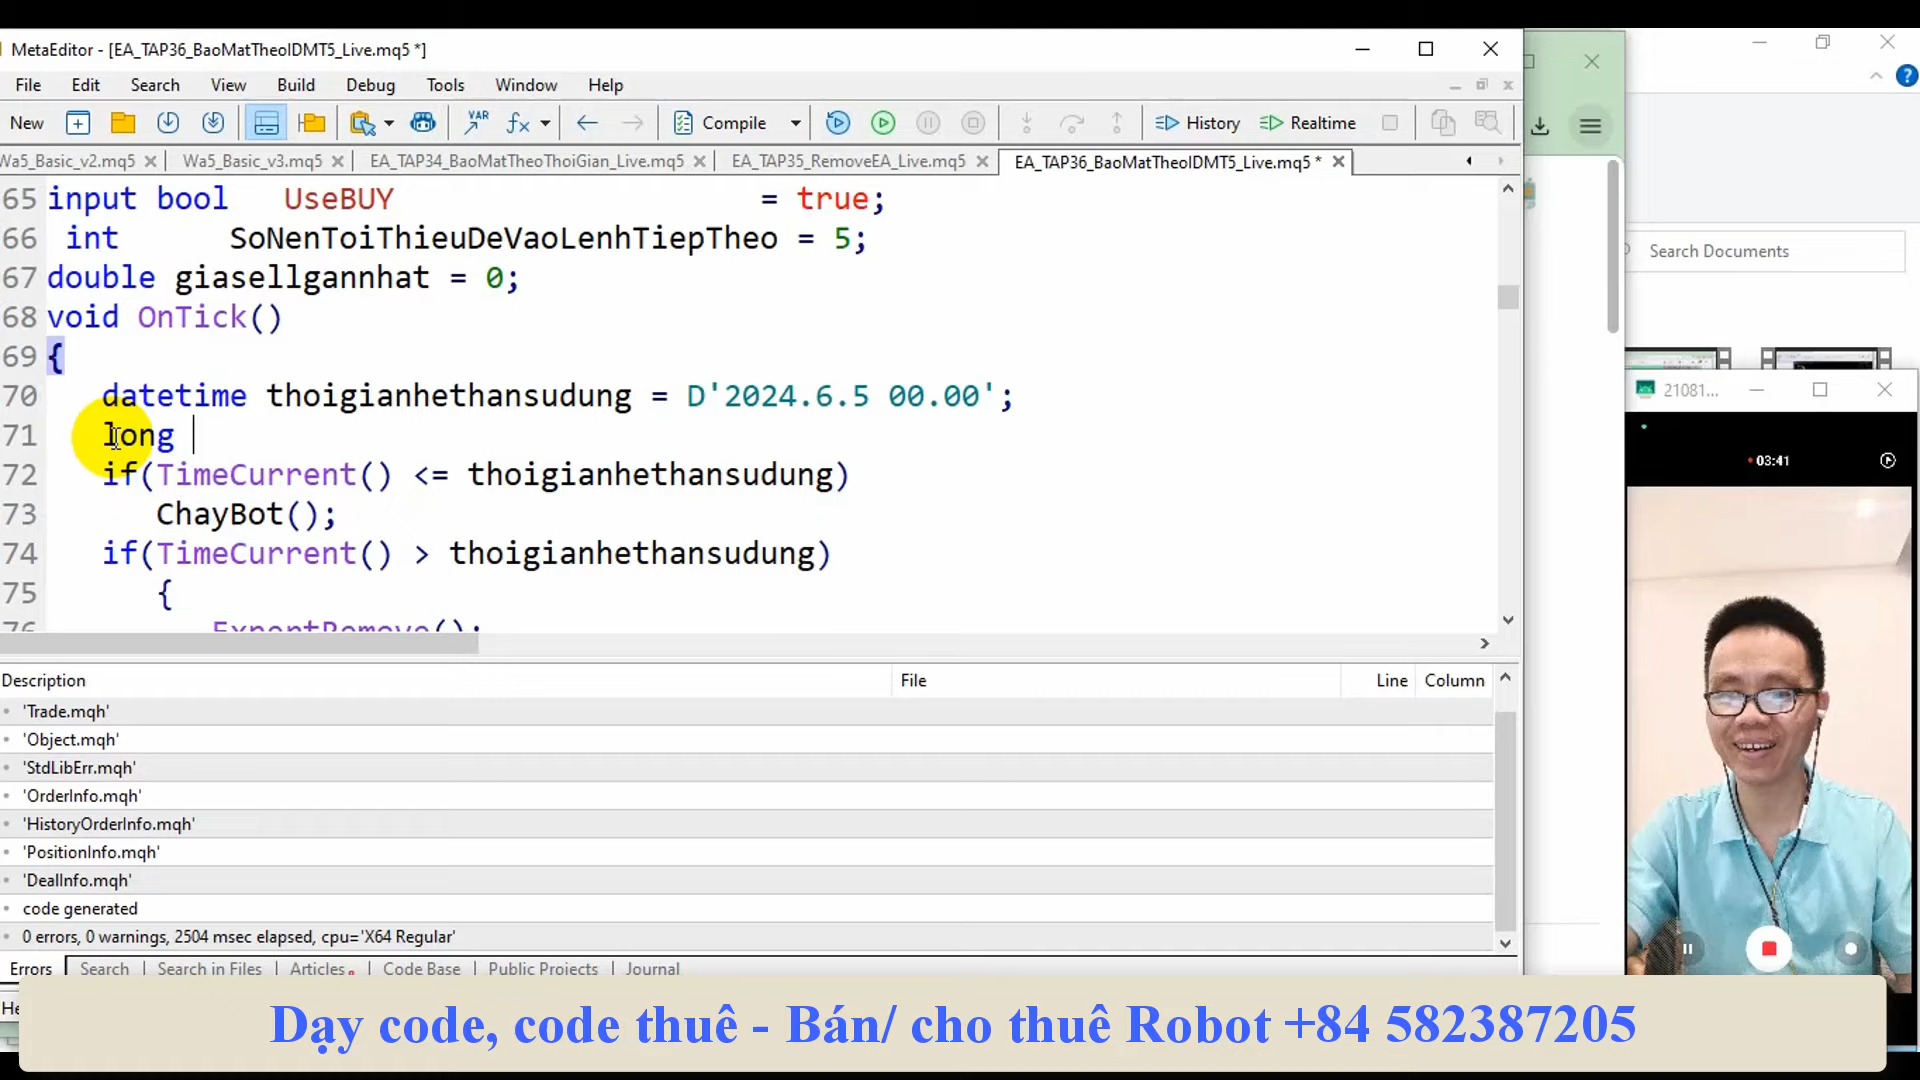 MetaEditor - [EA_TAP36_BaoMatTheoIDMT5_Live.mq5 *]
File Edit Search View Build Debug Tools Window Help
New VAR Compile History Realtime
Wa5_Basic_v2.mq5 Wa5_Basic_v3.mq5 EA_TAP34_BaoMatTheoThoiGian_Live.mq5 EA_TAP35_RemoveEA_Live.mq5 EA_TAP36_BaoMatTheoIDMT5_Live.mq5 *
65 input bool UseBUY = true;
66 int SoNenToiThieuDeVaoLenhTiepTheo = 5;
67 double giasellgannhat = 0;
68 void OnTick()
69 {
70 datetime thoigianhethansudung = D'2024.6.5 00.00';
71 long
72 if(TimeCurrent() <= thoigianhethansudung)
73 ChayBot();
74 if(TimeCurrent() > thoigianhethansudung)
75 {
76 ExpertRemove();
Search Documents
21081...
03:41
Description File Line Column
'Trade.mqh'
'Object.mqh'
'StdLibErr.mqh'
'OrderInfo.mqh'
'HistoryOrderInfo.mqh'
'PositionInfo.mqh'
'DealInfo.mqh'
code generated
0 errors, 0 warnings, 2504 msec elapsed, cpu='X64 Regular'
Errors Search Search in Files Articles Code Base Public Projects Journal
He
Dạy code, code thuê - Bán/ cho thuê Robot +84 582387205